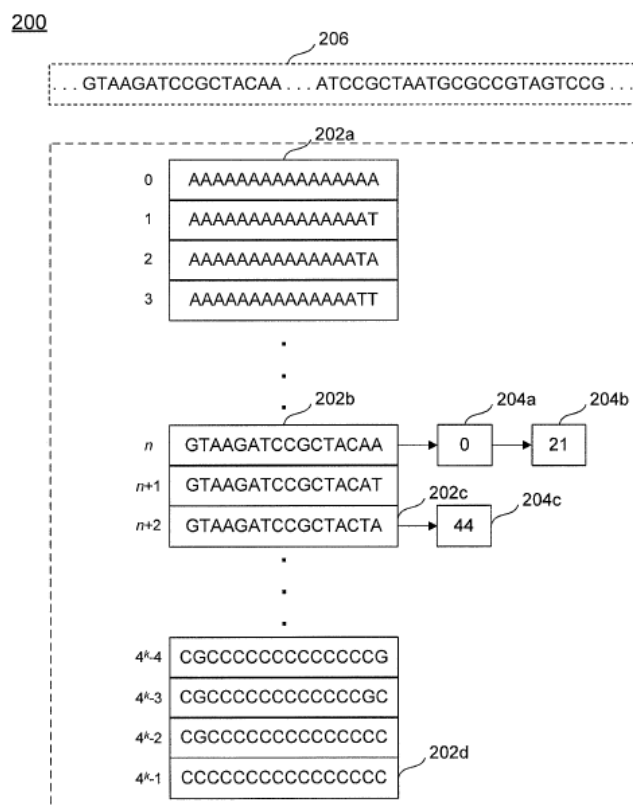 200
206
. . . GTAAGATCCGCTACAA . . . ATCCGCTAATGCGCCGTAGTCCG . . .
202a
0 AAAAAAAAAAAAAAAA
1 AAAAAAAAAAAAAAAT
2 AAAAAAAAAAAAAATA
3 AAAAAAAAAAAAAATT
202b 204a 204b
n GTAAGATCCGCTACAA 0 21
n+1 GTAAGATCCGCTACAT
202c
n+2 GTAAGATCCGCTACTA 44 204c
4ᵏ-4 CGCCCCCCCCCCCCCG
4ᵏ-3 CGCCCCCCCCCCCCGC
4ᵏ-2 CGCCCCCCCCCCCCCC
4ᵏ-1 CCCCCCCCCCCCCCCC 202d